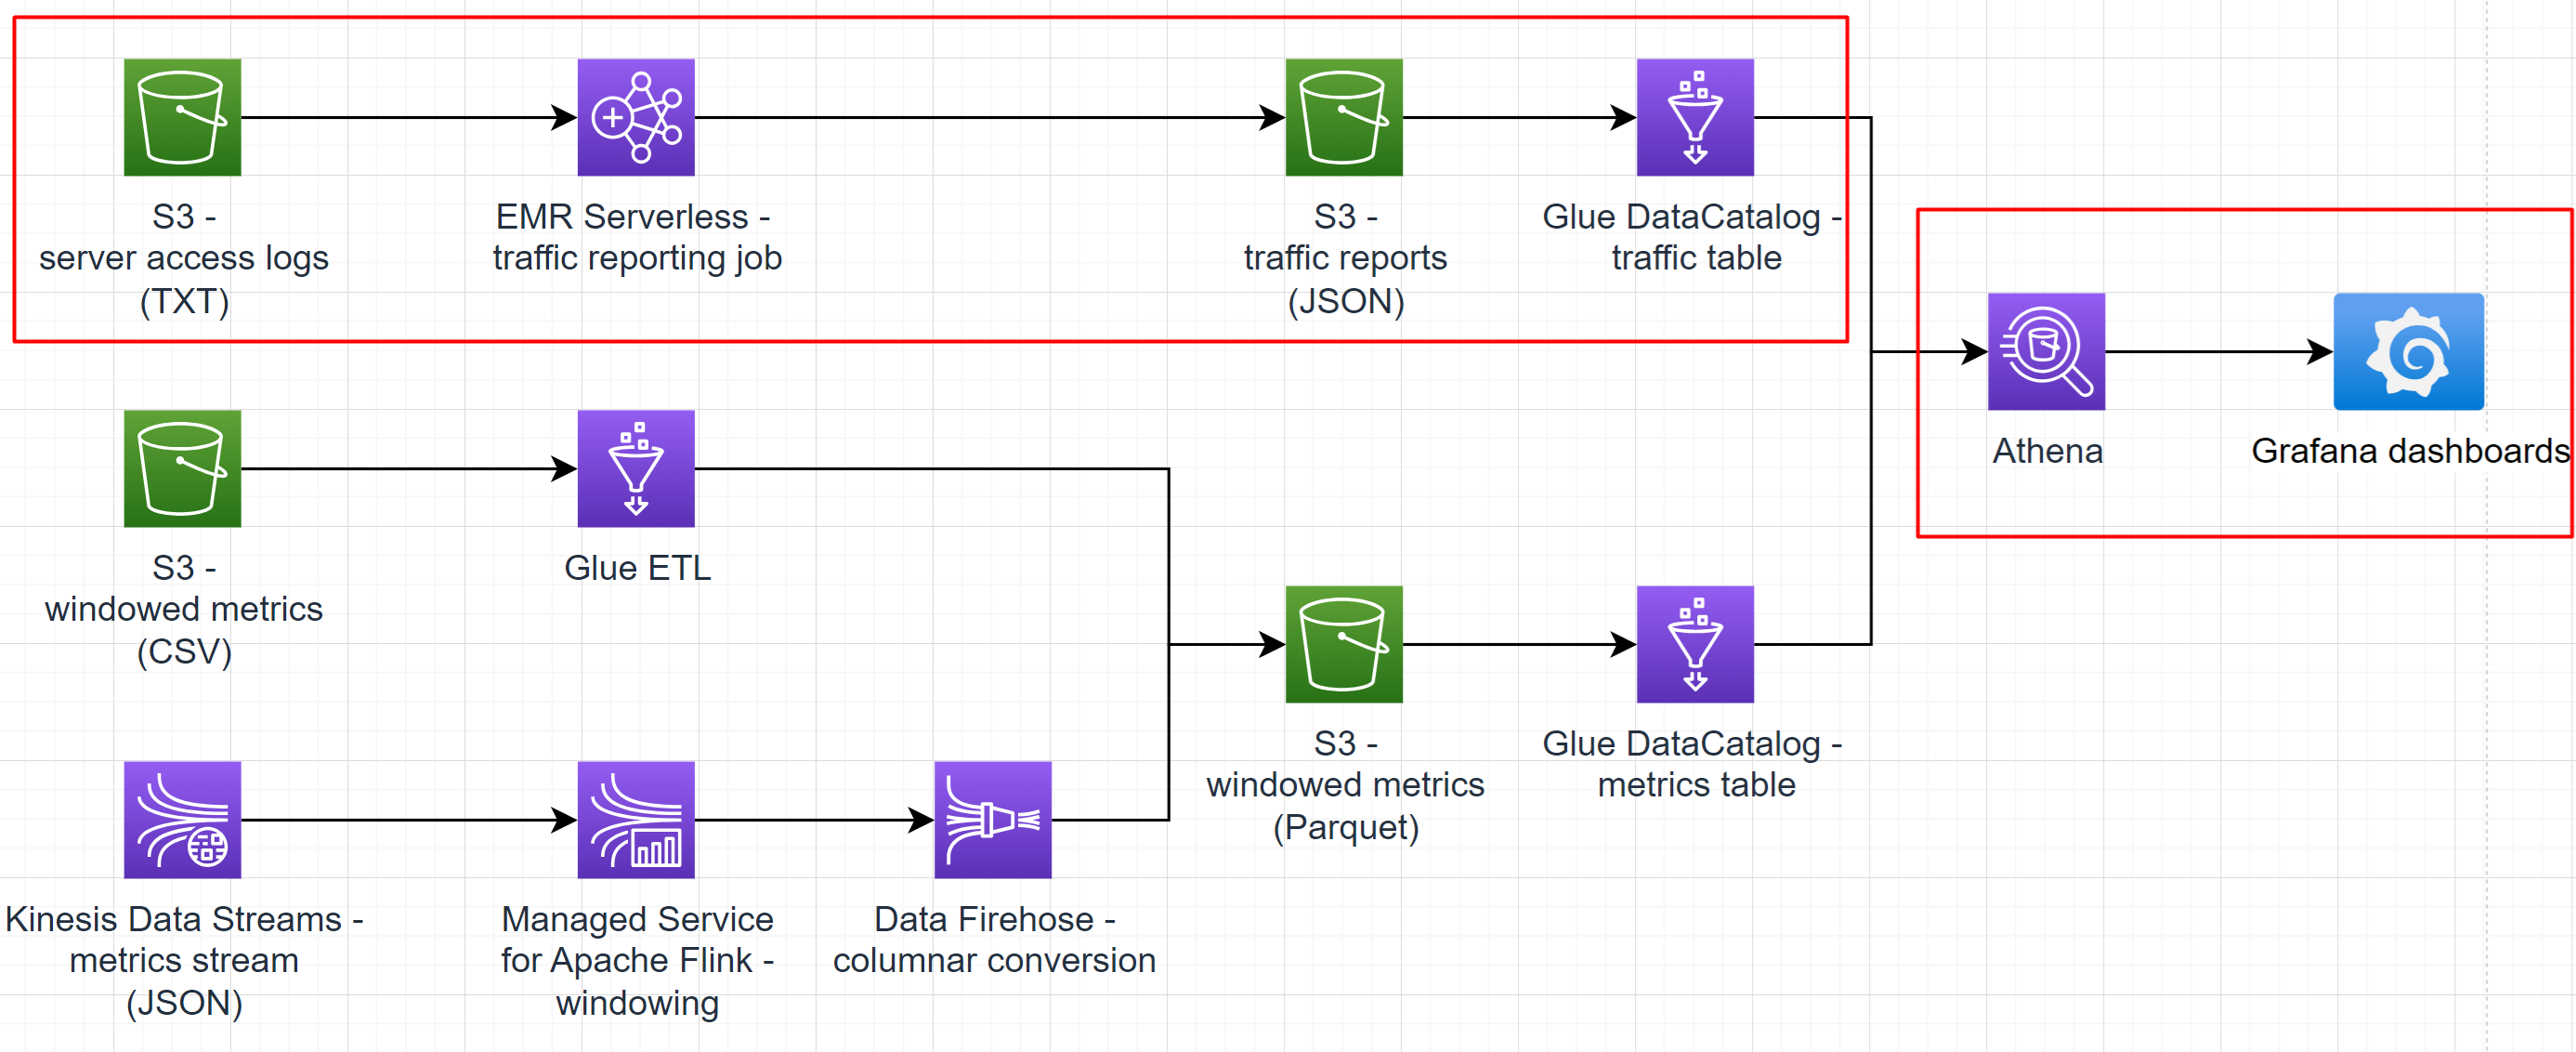 S3 -
server access logs
(TXT)
EMR Serverless -
traffic reporting job
S3 -
traffic reports
(JSON)
Glue DataCatalog -
traffic table
Athena
Grafana dashboards
S3 -
windowed metrics
(CSV)
Glue ETL
S3 -
windowed metrics
(Parquet)
Glue DataCatalog -
metrics table
Kinesis Data Streams -
metrics stream
(JSON)
Managed Service
for Apache Flink -
windowing
Data Firehose -
columnar conversion